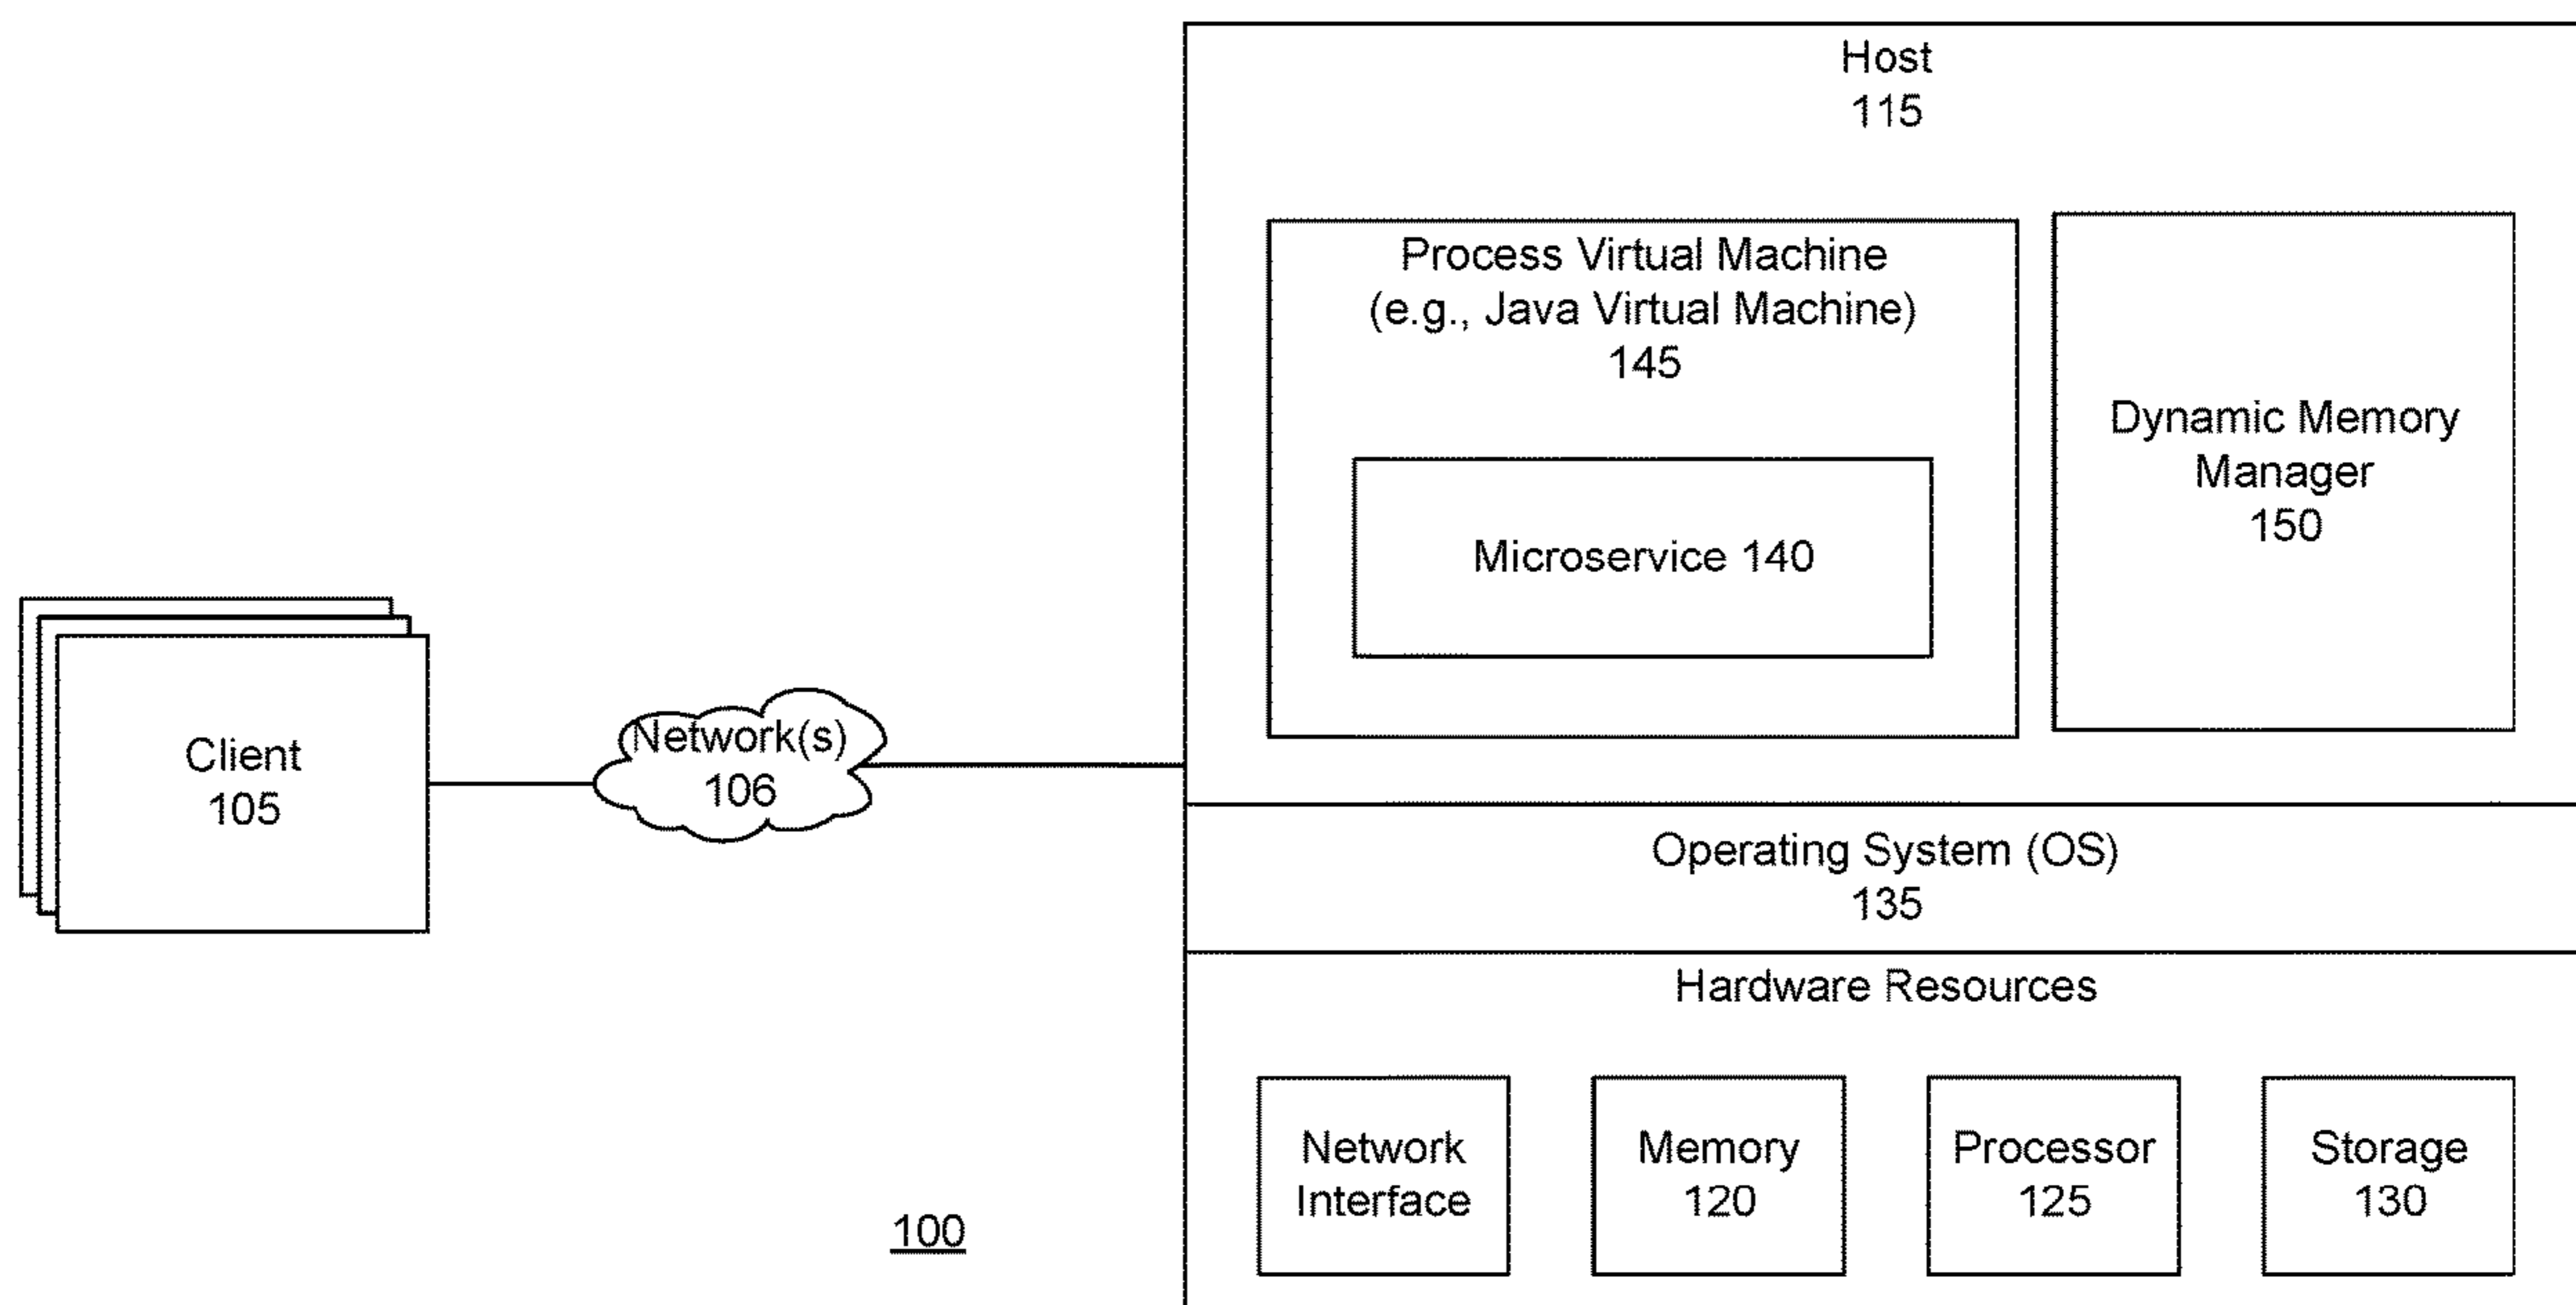 Host
115
Process Virtual Machine
(e.g., Java Virtual Machine)
145
Microservice 140
Dynamic Memory
Manager
150
Client
105
Network(s)
106
Operating System (OS)
135
Hardware Resources
Network
Interface
Memory
120
Processor
125
Storage
130
100